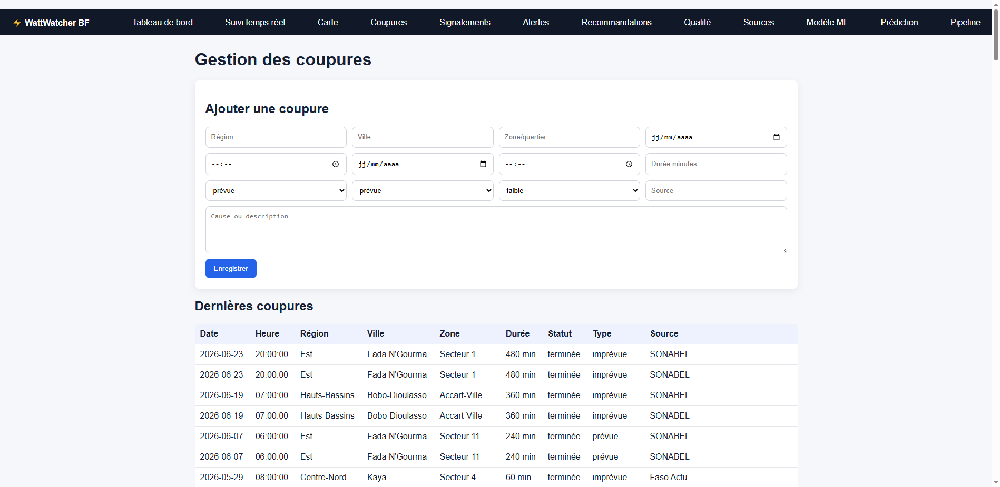 ⚡ WattWatcher BF Tableau de bord Suivi temps réel Carte Coupures Signalements Alertes Recommandations Qualité Sources Modèle ML Prédiction Pipeline
Gestion des coupures
Ajouter une coupure
Région Ville Zone/quartier jj/mm/aaaa
--:-- jj/mm/aaaa --:-- Durée minutes
prévue prévue faible Source
Cause ou description
Enregistrer
Dernières coupures
Date Heure Région Ville Zone Durée Statut Type Source
2026-06-23 20:00:00 Est Fada N'Gourma Secteur 1 480 min terminée imprévue SONABEL
2026-06-23 20:00:00 Est Fada N'Gourma Secteur 1 480 min terminée imprévue SONABEL
2026-06-19 07:00:00 Hauts-Bassins Bobo-Dioulasso Accart-Ville 360 min terminée imprévue SONABEL
2026-06-19 07:00:00 Hauts-Bassins Bobo-Dioulasso Accart-Ville 360 min terminée imprévue SONABEL
2026-06-07 06:00:00 Est Fada N'Gourma Secteur 11 240 min terminée prévue SONABEL
2026-06-07 06:00:00 Est Fada N'Gourma Secteur 11 240 min terminée prévue SONABEL
2026-05-29 08:00:00 Centre-Nord Kaya Secteur 4 60 min terminée imprévue Faso Actu